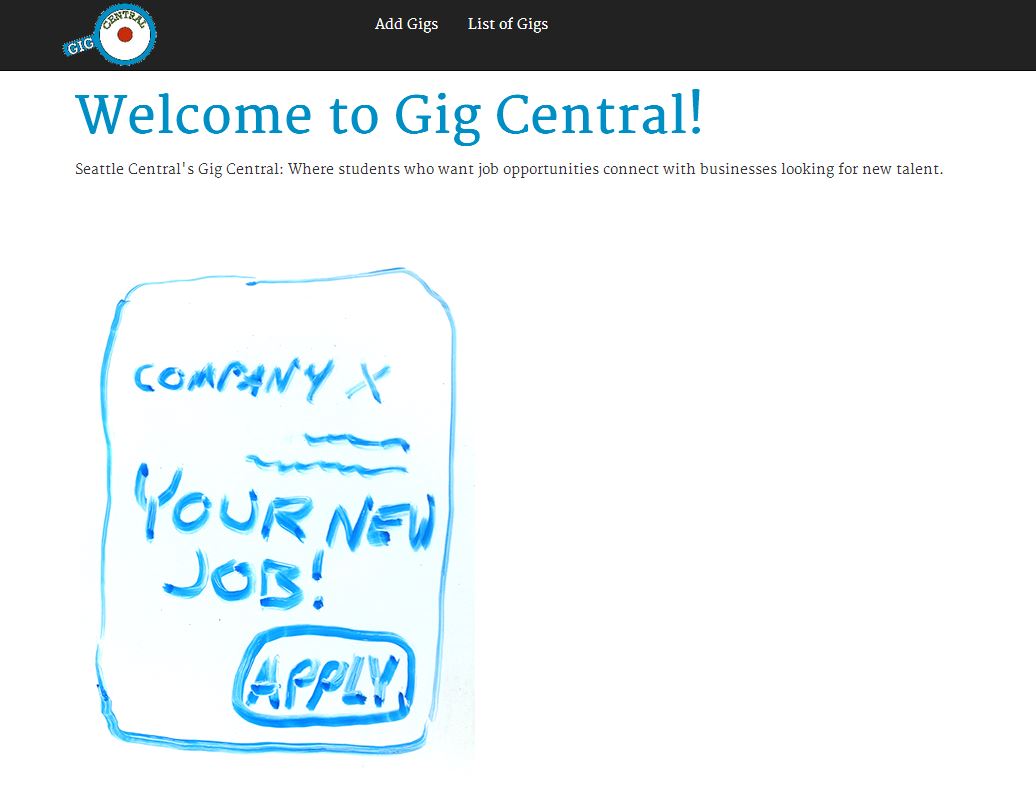 GIG CENTRAL
Add Gigs
List of Gigs
Welcome to Gig Central!
Seattle Central's Gig Central: Where students who want job opportunities connect with businesses looking for new talent.
COMPANY X
YOUR NEW
JOB!
APPLY